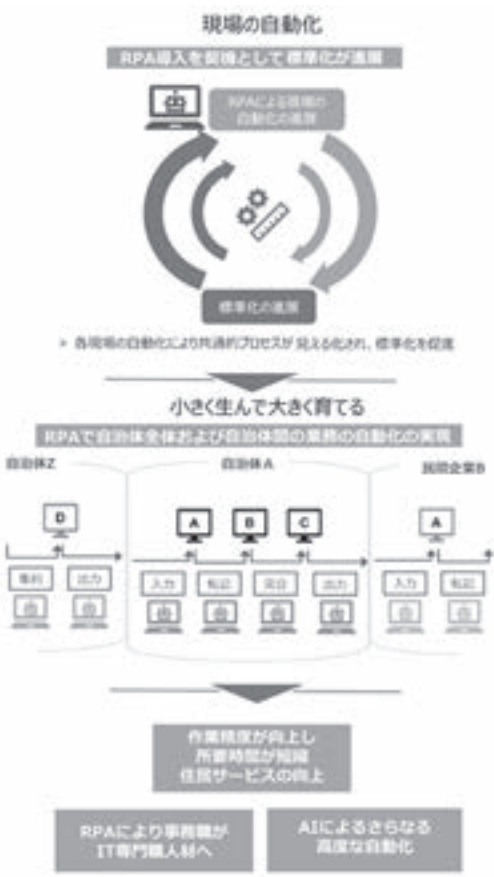 現場の自動化
RPA導入を契機として標準化が進展
RPAによる現場の
自動化の進展
標準化の進展
各現場の自動化により共通的プロセスが見える化され、標準化を促進
小さく生んで大きく育てる
RPAで自治体全体および自治体間の業務の自動化の実現
自治体Z
自治体A
民間企業B
D
A
B
C
A
出力
入力
転記
出力
入力
転記
作業精度が向上し
所要時間が短縮
住民サービスの向上
RPAにより事務職が
IT専門職人材へ
AIによるさらなる
高度な自動化